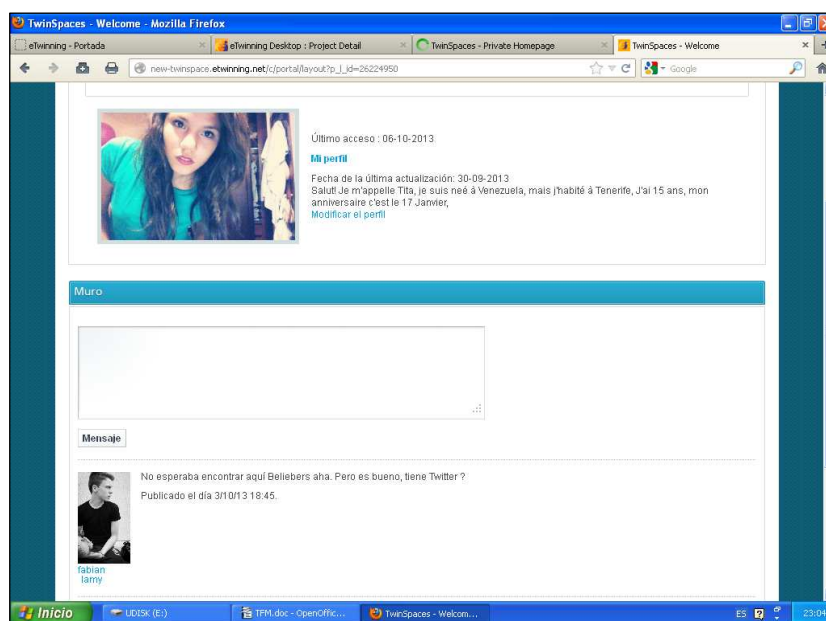 TwinSpaces - Welcome - Mozilla Firefox
eTwinning - Portada
eTwinning Desktop : Project Detail
TwinSpaces - Private Homepage
TwinSpaces - Welcome
new-twinspace.etwinning.net/c/portal/layout?p_l_id=26224950
Google
Último acceso : 06-10-2013
Mi perfil
Fecha de la última actualización: 30-09-2013
Salut! Je m'appelle Tita, je suis neé á Venezuela, mais j'habité á Tenerife, J'ai 15 ans, mon
anniversaire c'est le 17 Janvier,
Modificar el perfil
Muro
Mensaje
No esperaba encontrar aquí Beliebers aha. Pero es bueno, tiene Twitter ?
Publicado el día 3/10/13 18:45.
fabian
lamy
Inicio
UDISK (E:)
TFM.doc - OpenOffic...
TwinSpaces - Welcom...
ES
23:04